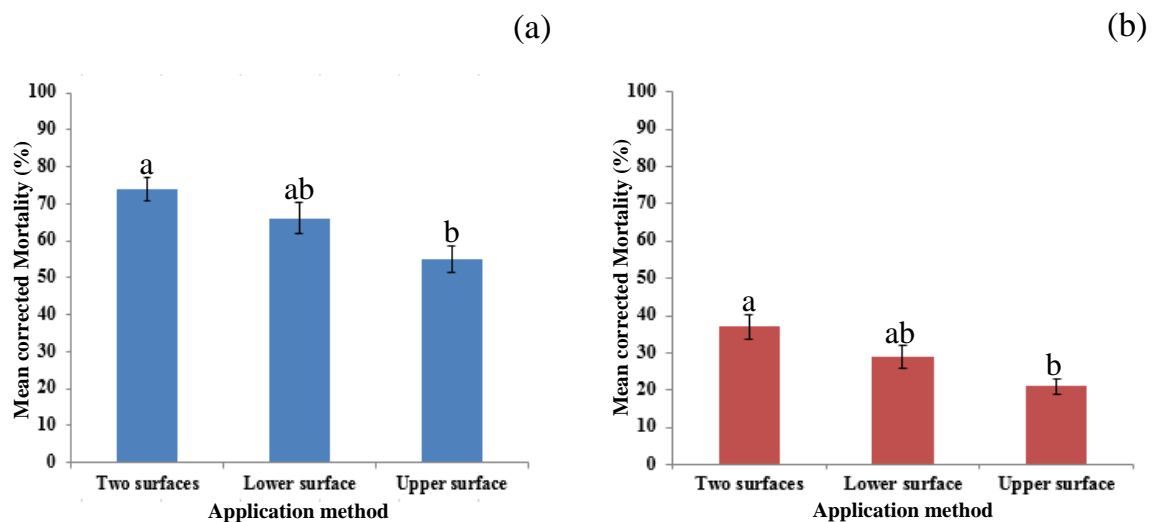 (a)
Mean corrected Mortality (%)
100
90
80
70
60
50
40
30
20
10
0
a
ab
b
Two surfaces Lower surface Upper surface
Application method
(b)
Mean corrected Mortality (%)
100
90
80
70
60
50
40
30
20
10
0
a
ab
b
Two surfaces Lower surface Upper surface
Application method